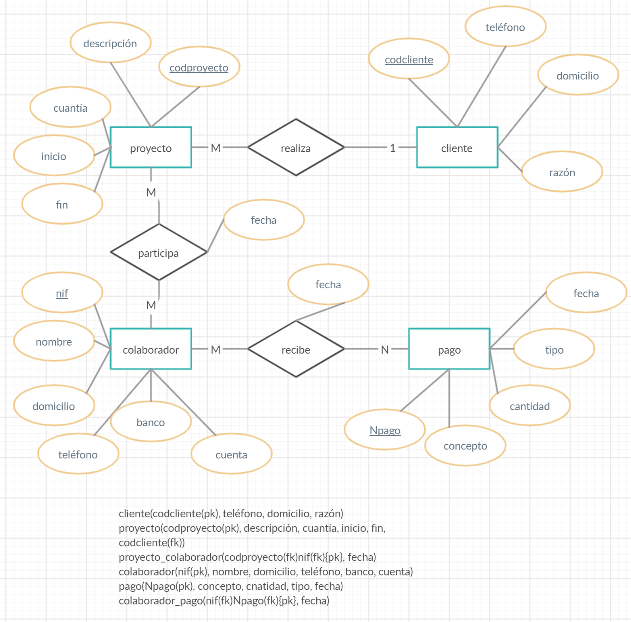 teléfono
descripción
codcliente
codproyecto
domicilio
cuantía
proyecto
M
realiza
1
cliente
inicio
razón
M
fin
fecha
participa
fecha
nif
fecha
M
nombre
colaborador
M
recibe
N
pago
tipo
domicilio
cantidad
banco
Npago
concepto
teléfono
cuenta
cliente(codcliente(pk), teléfono, domicilio, razón)
proyecto(codproyecto(pk), descripción, cuantía, inicio, fin,
codcliente(fk))
proyecto_colaborador(codproyecto(fk)nif(fk){pk}, fecha)
colaborador(nif(pk), nombre, domicilio, teléfono, banco, cuenta)
pago(Npago(pk), concepto, cnatidad, tipo, fecha)
colaborador_pago(nif(fk)Npago(fk){pk}, fecha)